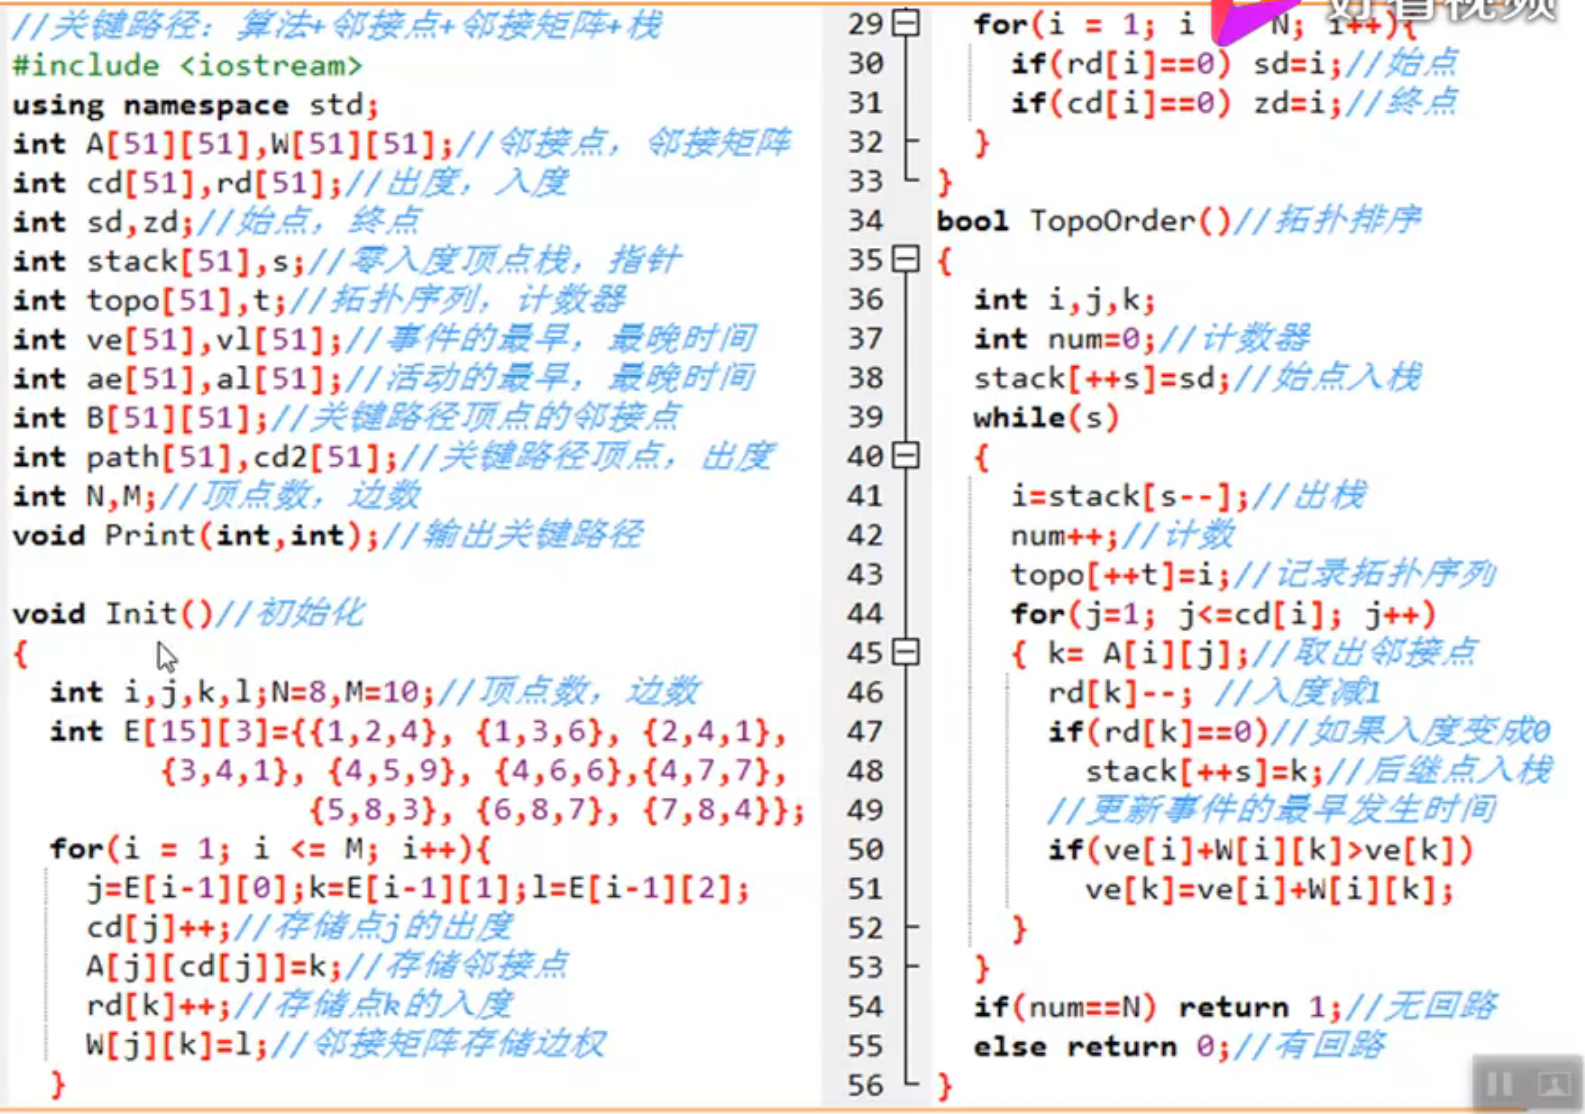 //关键路径：算法+邻接点+邻接矩阵+栈
#include <iostream>
using namespace std;
int A[51][51],W[51][51];//邻接点，邻接矩阵
int cd[51],rd[51];//出度，入度
int sd,zd;//始点，终点
int stack[51],s;//零入度顶点栈，指针
int topo[51],t;//拓扑序列，计数器
int ve[51],vl[51];//事件的最早，最晚时间
int ae[51],al[51];//活动的最早，最晚时间
int B[51][51];//关键路径顶点的邻接点
int path[51],cd2[51];//关键路径顶点，出度
int N,M;//顶点数，边数
void Print(int,int);//输出关键路径
void Init()//初始化
{
int i,j,k,l;N=8,M=10;//顶点数，边数
int E[15][3]={{1,2,4}, {1,3,6}, {2,4,1},
{3,4,1}, {4,5,9}, {4,6,6},{4,7,7},
{5,8,3}, {6,8,7}, {7,8,4}};
for(i = 1; i <= M; i++){
j=E[i-1][0];k=E[i-1][1];l=E[i-1][2];
cd[j]++;//存储点j的出度
A[j][cd[j]]=k;//存储邻接点
rd[k]++;//存储点k的入度
W[j][k]=l;//邻接矩阵存储边权
}
29 for(i = 1; i N; i++){
30 if(rd[i]==0) sd=i;//始点
31 if(cd[i]==0) zd=i;//终点
32 }
33 }
34 bool TopoOrder()//拓扑排序
35 {
36 int i,j,k;
37 int num=0;//计数器
38 stack[++s]=sd;//始点入栈
39 while(s)
40 {
41 i=stack[s--];//出栈
42 num++;//计数
43 topo[++t]=i;//记录拓扑序列
44 for(j=1; j<=cd[i]; j++)
45 { k= A[i][j];//取出邻接点
46 rd[k]--; //入度减1
47 if(rd[k]==0)//如果入度变成0
48 stack[++s]=k;//后继点入栈
49 //更新事件的最早发生时间
50 if(ve[i]+W[i][k]>ve[k])
51 ve[k]=ve[i]+W[i][k];
52 }
53 }
54 if(num==N) return 1;//无回路
55 else return 0;//有回路
56 }
好看视频